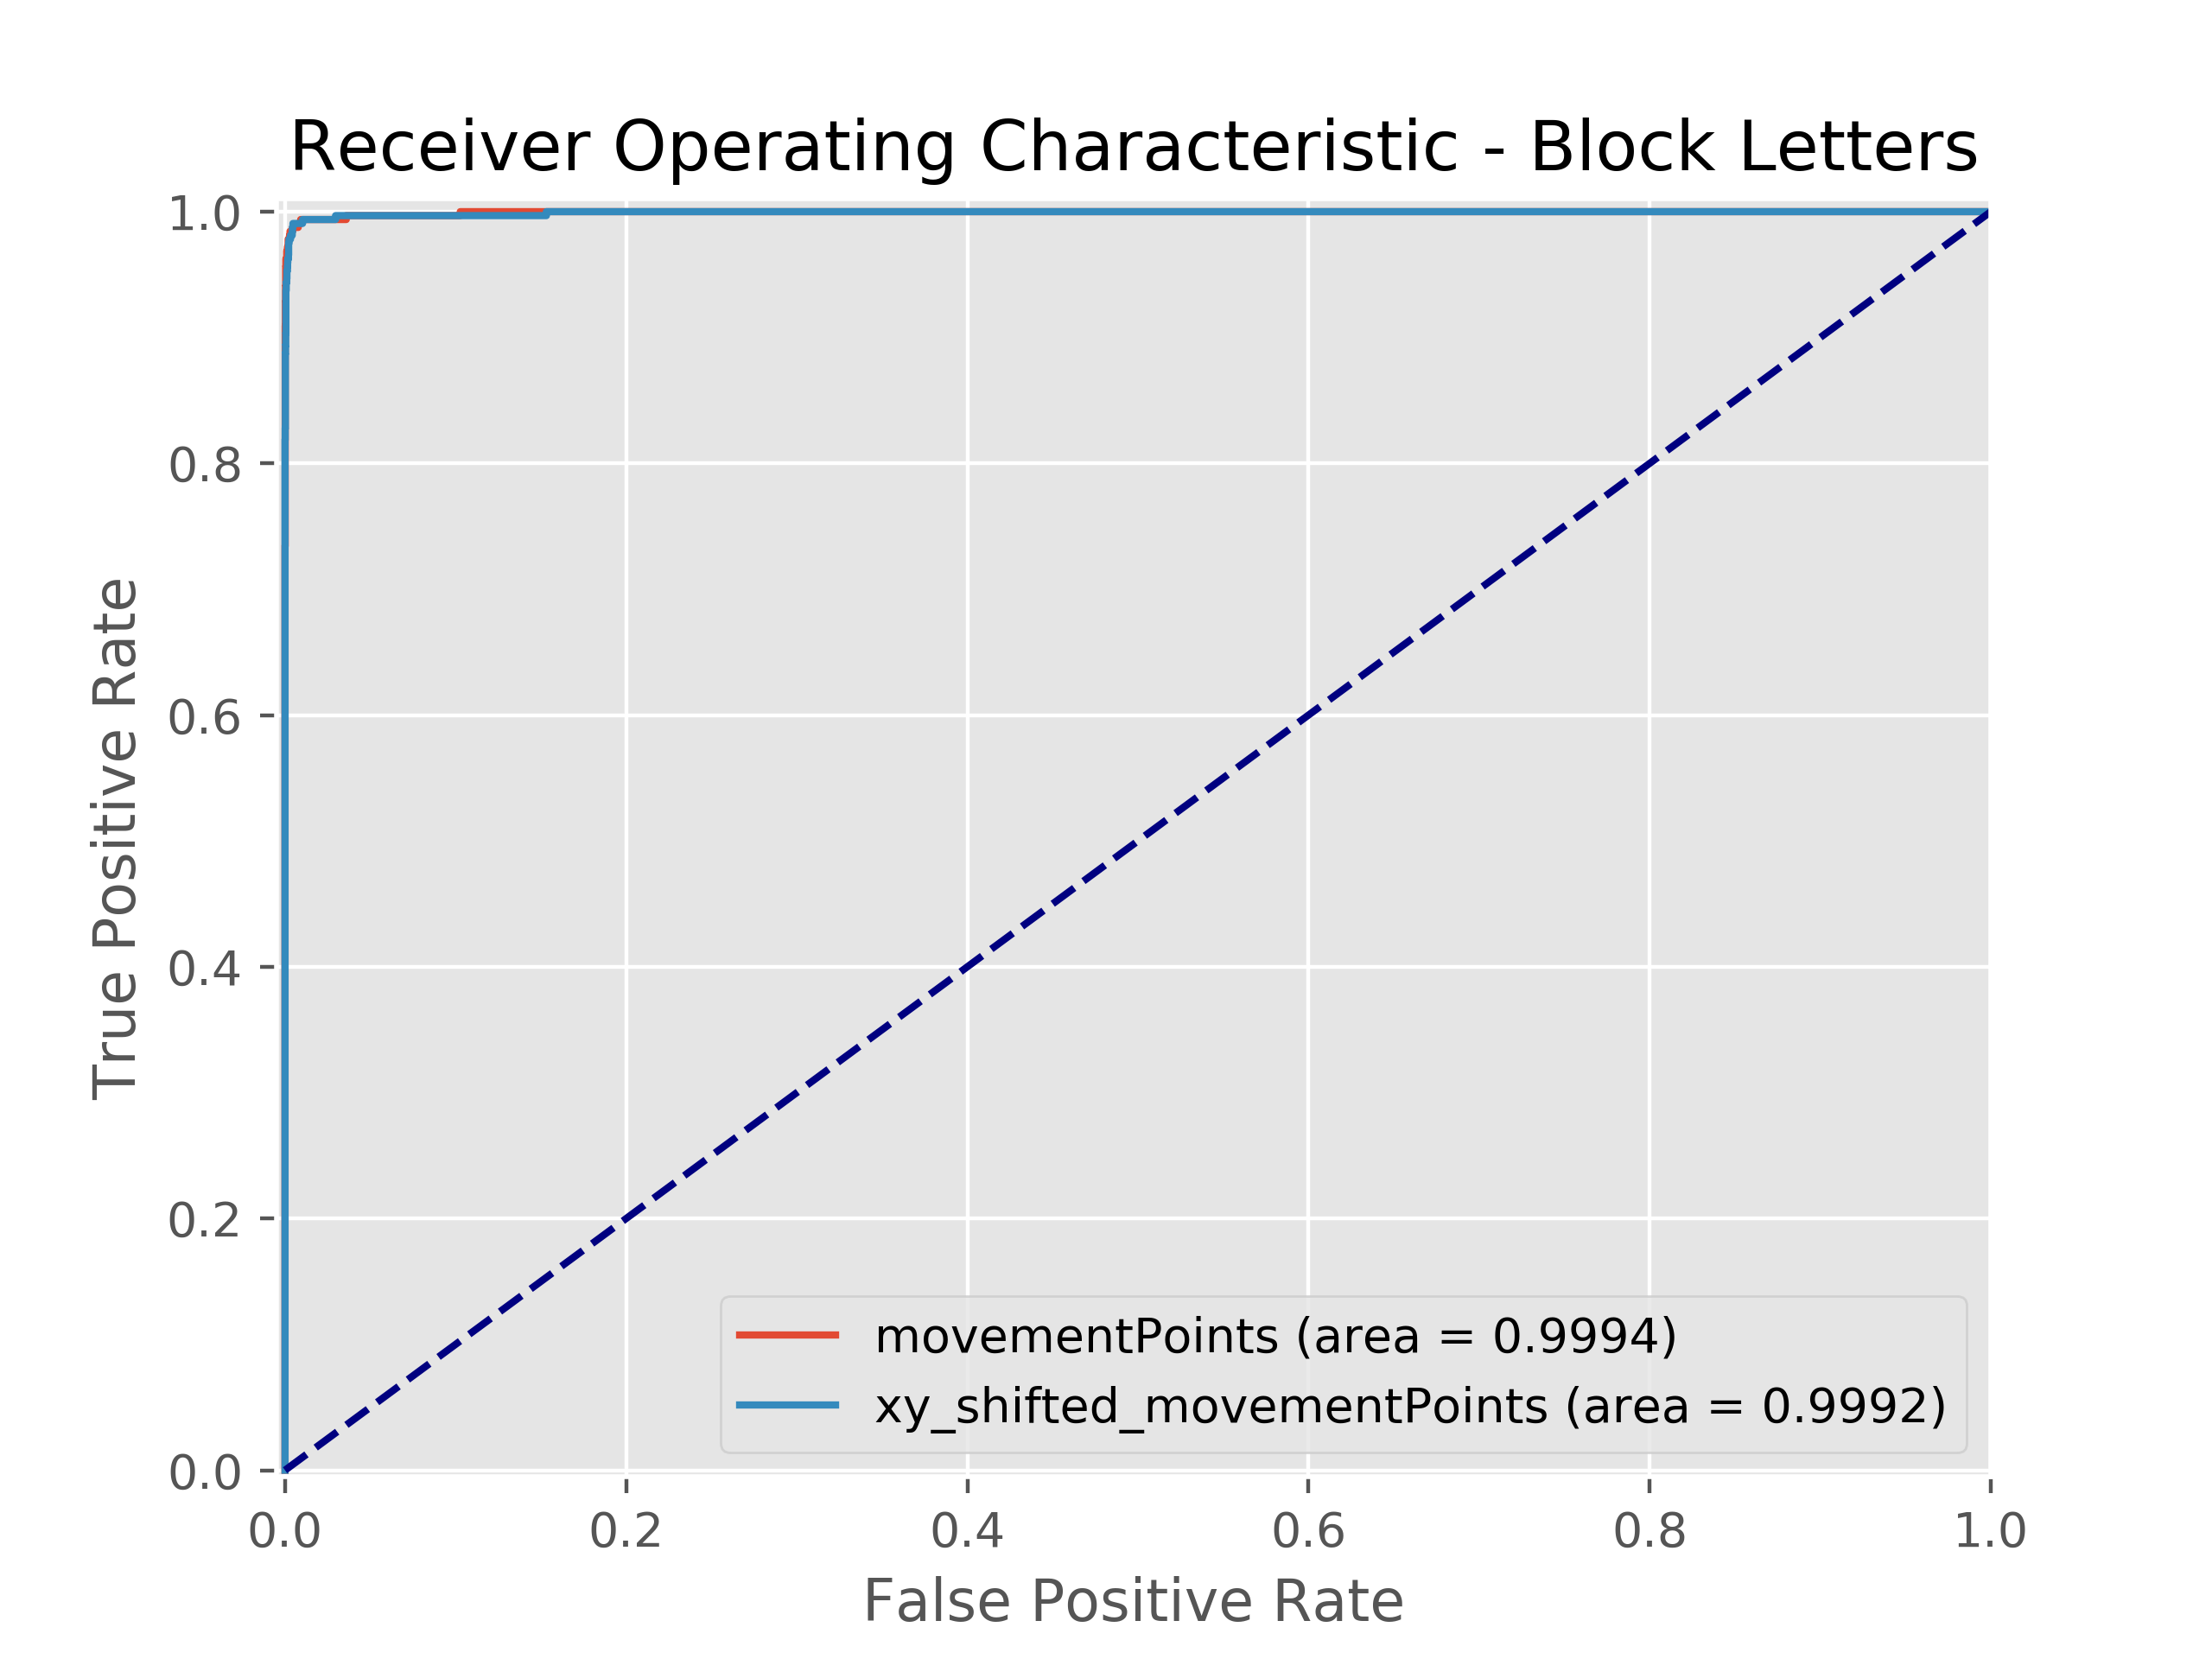 Receiver Operating Characteristic - Block Letters
True Positive Rate
1.0
0.8
0.6
0.4
0.2
0.0
movementPoints (area = 0.9994)
xy_shifted_movementPoints (area = 0.9992)
0.0 0.2 0.4 0.6 0.8 1.0
False Positive Rate